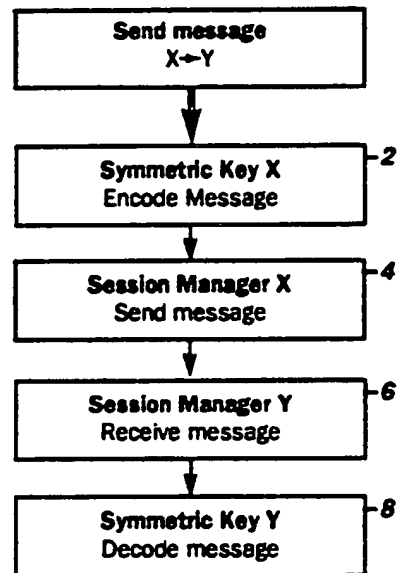 Send message
X→Y
Symmetric Key X
Encode Message
2
Session Manager X
Send message
4
Session Manager Y
Receive message
6
Symmetric Key Y
Decode message
8